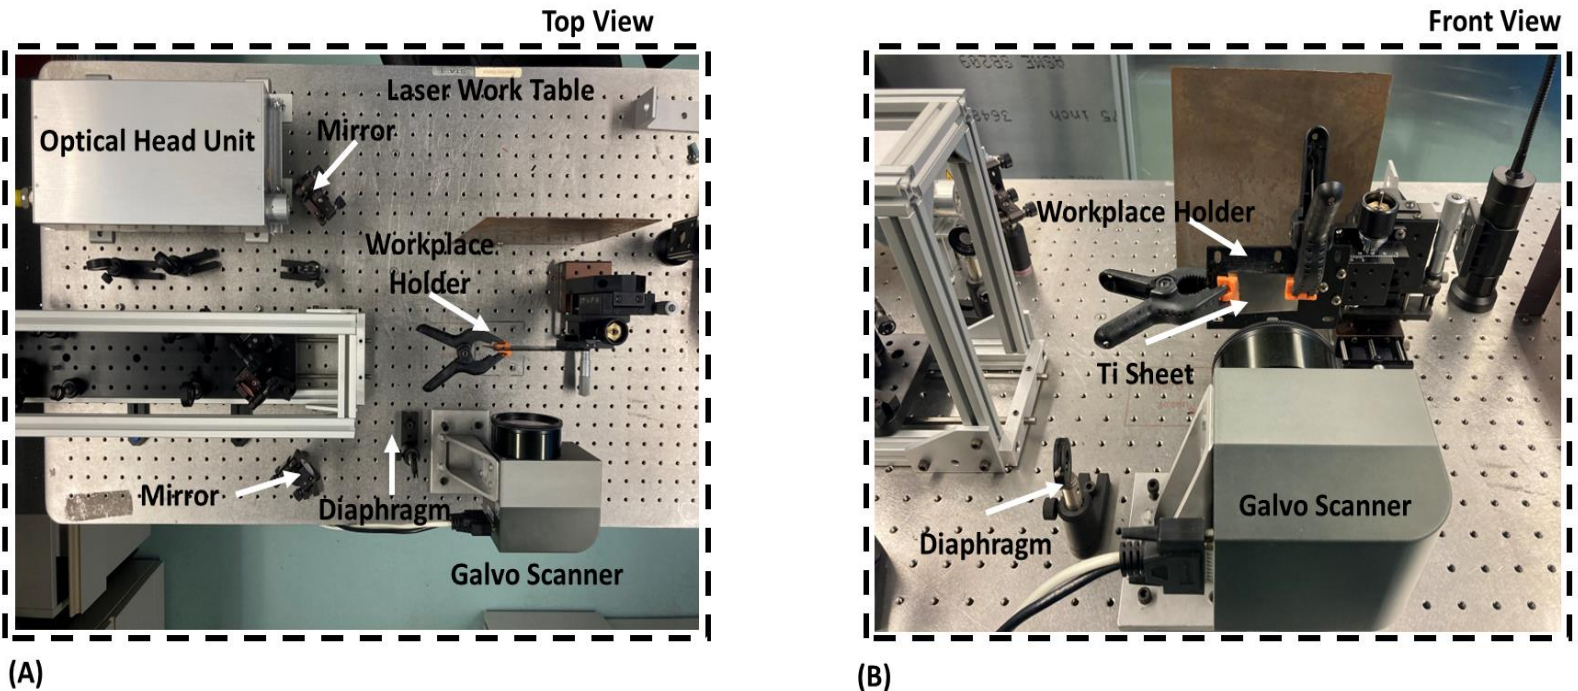 Top View
Laser Work Table
Optical Head Unit
Mirror
Workplace
Holder
Mirror
Diaphragm
Galvo Scanner
(A)
Front View
Workplace Holder
Ti Sheet
Galvo Scanner
Diaphragm
(B)